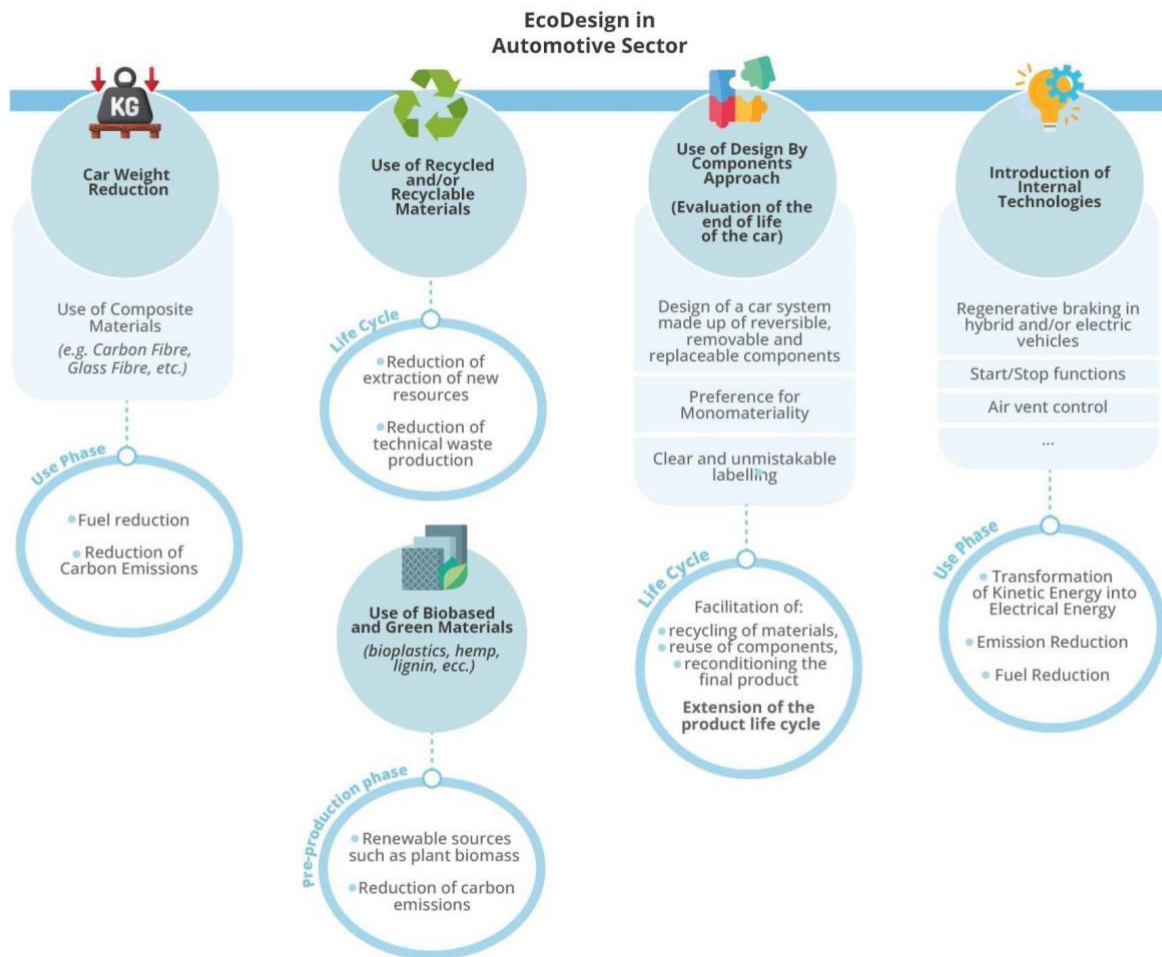 EcoDesign in
Automotive Sector
KG
Car Weight
Reduction
Use of Composite
Materials
(e.g. Carbon Fibre,
Glass Fibre, etc.)
Use Phase
Fuel reduction
Reduction of
Carbon Emissions
Use of Recycled
and/or
Recyclable
Materials
Life Cycle
Reduction of
extraction of new
resources
Reduction of
technical waste
production
Use of Biobased
and Green Materials
(bioplastics, hemp,
lignin, ecc.)
Pre-production phase
Renewable sources
such as plant biomass
Reduction of carbon
emissions
Use of Design By
Components
Approach
(Evaluation of the
end of life
of the car)
Design of a car system
made up of reversible,
removable and
replaceable components
Preference for
Monomateriality
Clear and unmistakable
labelling
Life Cycle
Facilitation of:
recycling of materials,
reuse of components,
reconditioning the
final product
Extension of the
product life cycle
Introduction of
Internal
Technologies
Regenerative braking in
hybrid and/or electric
vehicles
Start/Stop functions
Air vent control
...
Use Phase
Transformation
of Kinetic Energy into
Electrical Energy
Emission Reduction
Fuel Reduction